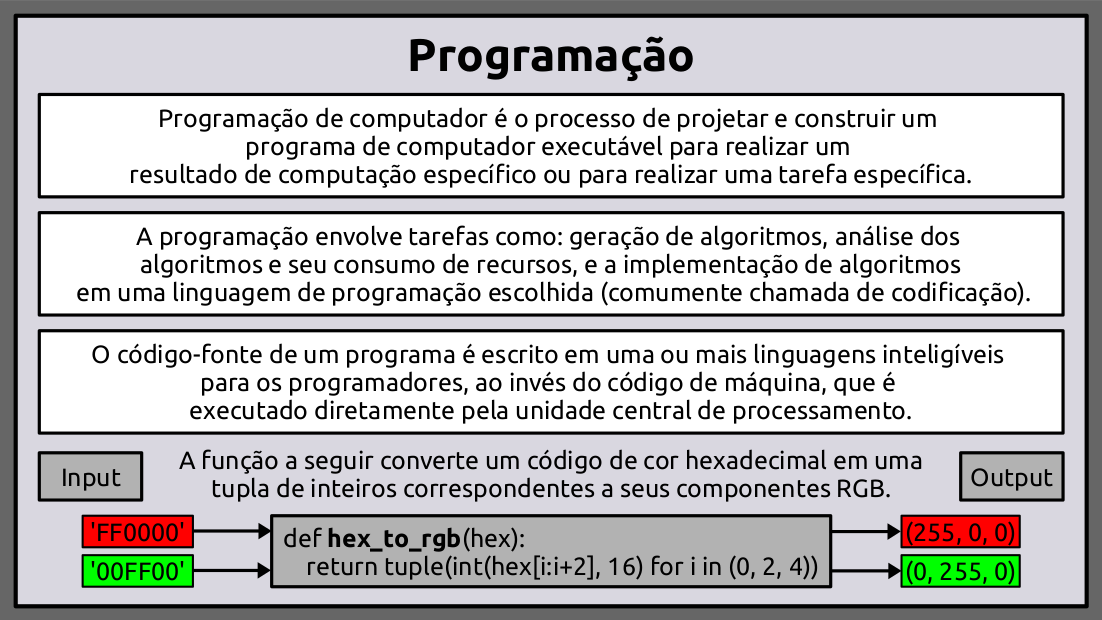 Programação
Programação de computador é o processo de projetar e construir um
programa de computador executável para realizar um
resultado de computação específico ou para realizar uma tarefa específica.
A programação envolve tarefas como: geração de algoritmos, análise dos
algoritmos e seu consumo de recursos, e a implementação de algoritmos
em uma linguagem de programação escolhida (comumente chamada de codificação).
O código-fonte de um programa é escrito em uma ou mais linguagens inteligíveis
para os programadores, ao invés do código de máquina, que é
executado diretamente pela unidade central de processamento.
Input
A função a seguir converte um código de cor hexadecimal em uma
tupla de inteiros correspondentes a seus componentes RGB.
Output
'FF0000'
'00FF00'
def hex_to_rgb(hex):
return tuple(int(hex[i:i+2], 16) for i in (0, 2, 4))
(255, 0, 0)
(0, 255, 0)